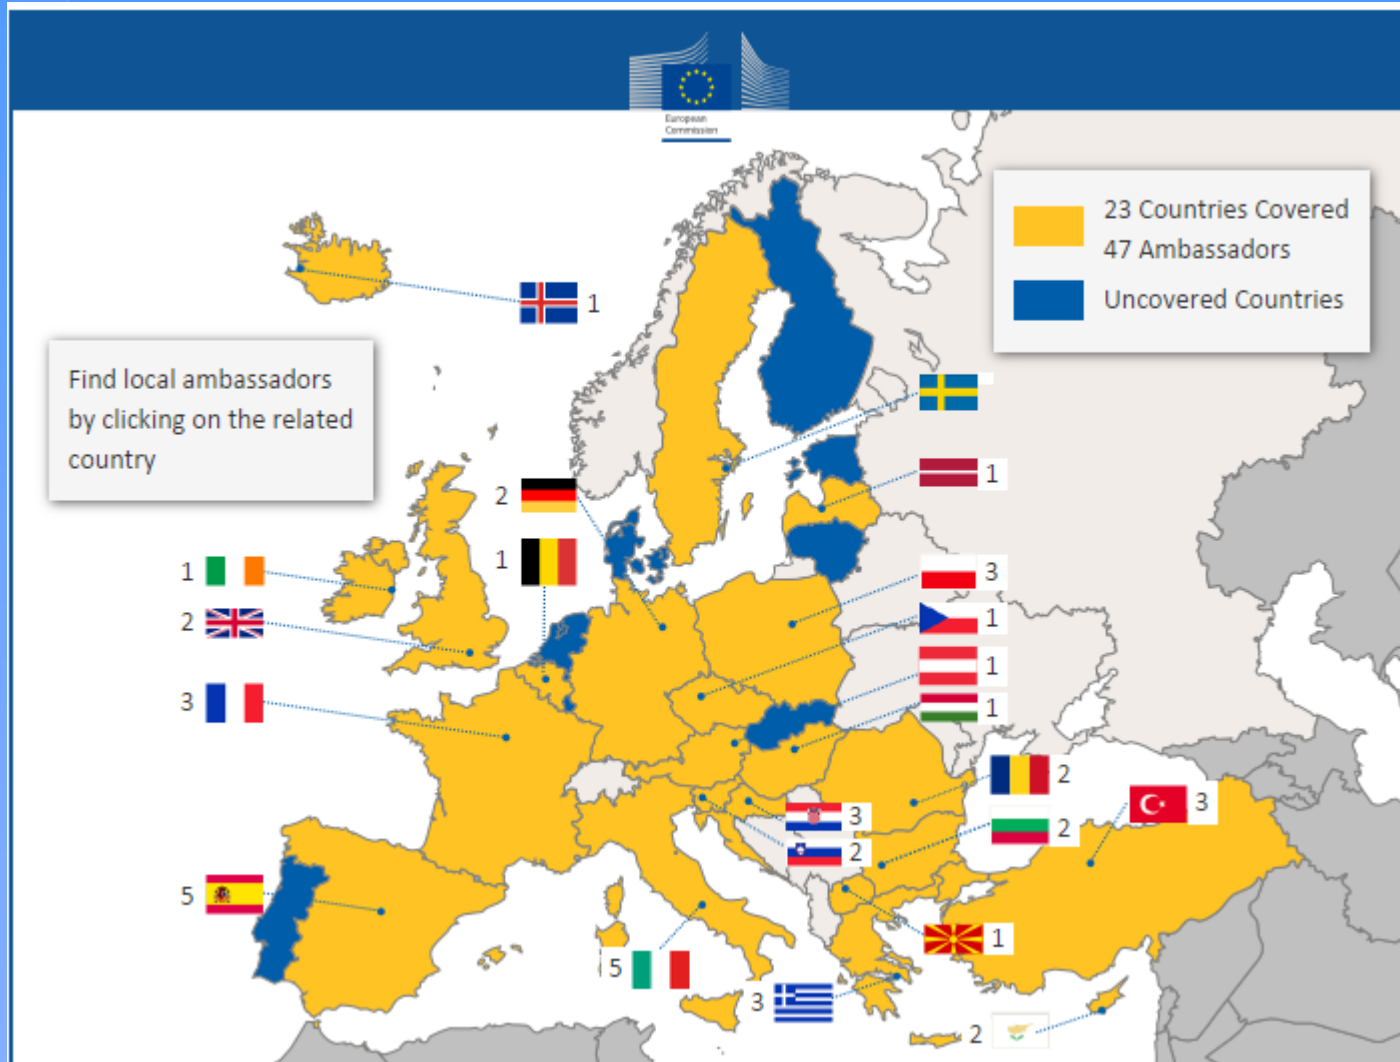 European
Commission
23 Countries Covered
47 Ambassadors
Uncovered Countries
1
Find local ambassadors
by clicking on the related
country
1
2
1
1
2
3
3
1
1
1
2
3
2
3
2
5
1
5
3
2